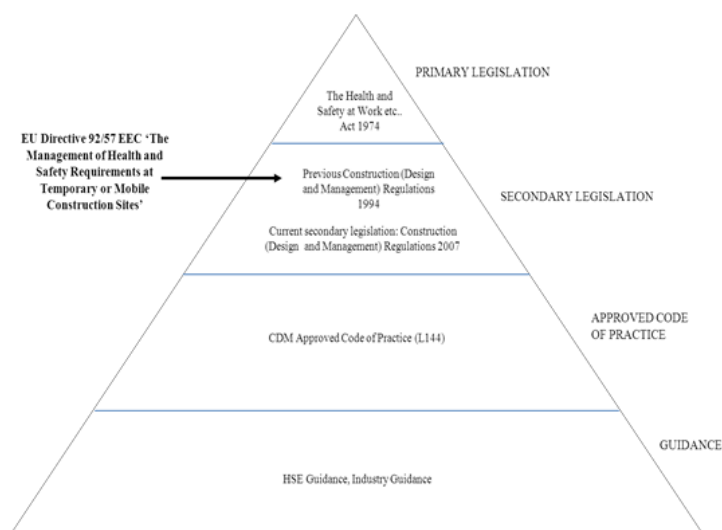 PRIMARY LEGISLATION
The Health and
Safety at Work etc..
Act 1974
EU Directive 92/57 EEC ‘The
Management of Health and
Safety Requirements at
Temporary or Mobile
Construction Sites’
Previous Construction (Design
and Management) Regulations
1994
SECONDARY LEGISLATION
Current secondary legislation: Construction
(Design and Management) Regulations 2007
APPROVED CODE
OF PRACTICE
CDM Approved Code of Practice (L144)
GUIDANCE
HSE Guidance, Industry Guidance